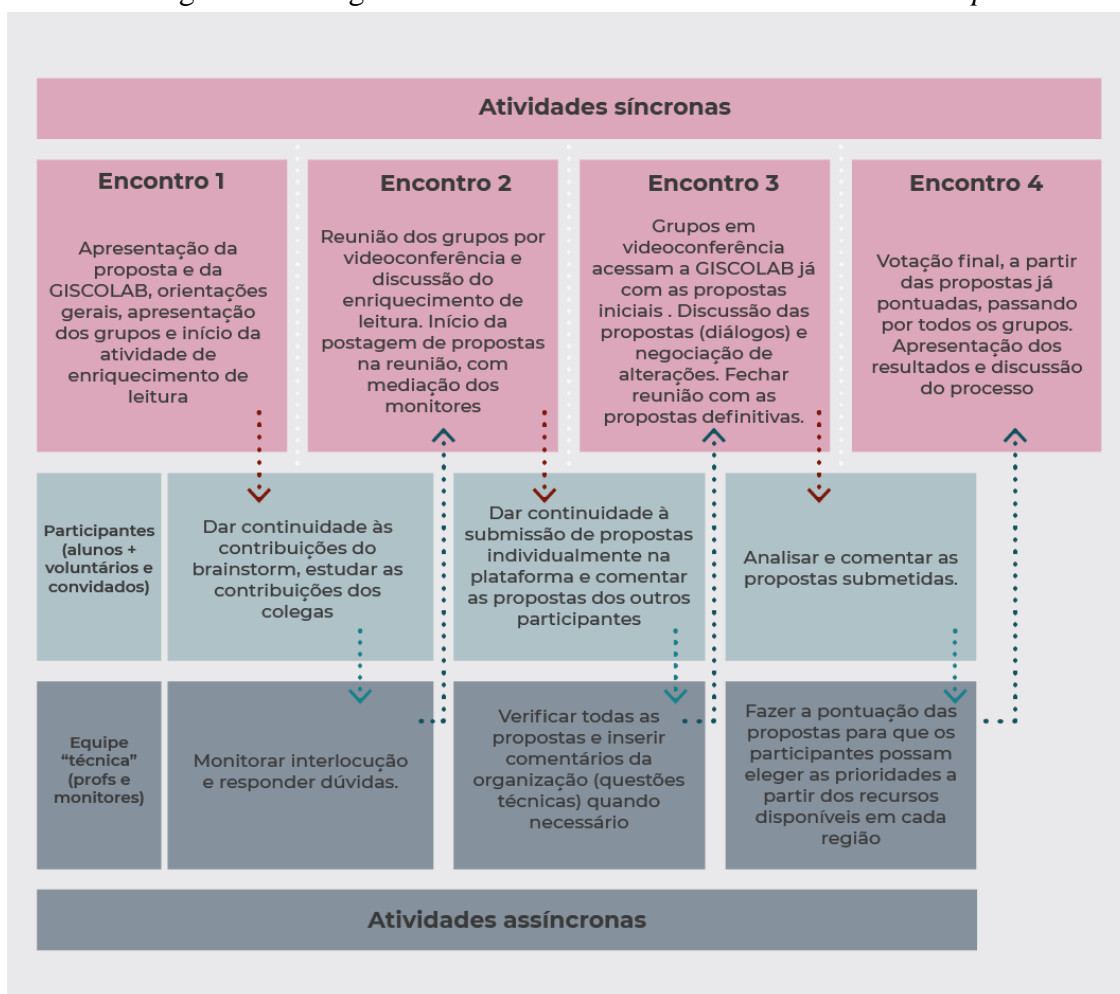 Atividades síncronas
Encontro 1
Apresentação da
proposta e da
GISCOLAB, orientações
gerais, apresentação
dos grupos e início da
atividade de
enriquecimento de
leitura
Encontro 2
Reunião dos grupos por
videoconferência e
discussão do
enriquecimento de
leitura. Início da
postagem de propostas
na reunião, com
mediação dos
monitores
Encontro 3
Grupos em
videoconferência
acessam a GISCOLAB já
com as propostas
iniciais . Discussão das
propostas (diálogos) e
negociação de
alterações. Fechar
reunião com as
propostas definitivas.
Encontro 4
Votação final, a partir
das propostas já
pontuadas, passando
por todos os grupos.
Apresentação dos
resultados e discussão
do processo
Participantes
(alunos +
voluntários e
convidados)
Dar continuidade às
contribuições do
brainstorm, estudar as
contribuições dos
colegas
Dar continuidade à
submissão de propostas
individualmente na
plataforma e comentar
as propostas dos outros
participantes
Analisar e comentar as
propostas submetidas.
Equipe
“técnica”
(profs e
monitores)
Monitorar interlocução
e responder dúvidas.
Verificar todas as
propostas e inserir
comentários da
organização (questões
técnicas) quando
necessário
Fazer a pontuação das
propostas para que os
participantes possam
eleger as prioridades a
partir dos recursos
disponíveis em cada
região
Atividades assíncronas